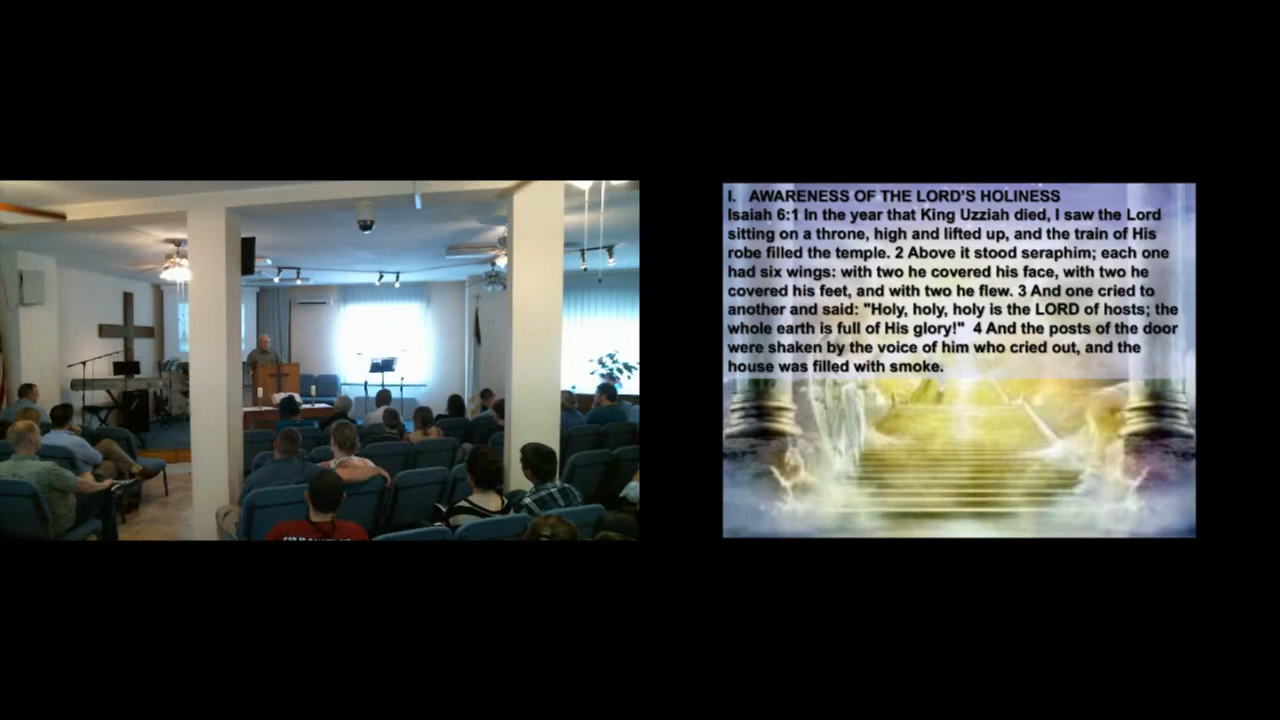 I. AWARENESS OF THE LORD'S HOLINESS
Isaiah 6:1 In the year that King Uzziah died, I saw the Lord
sitting on a throne, high and lifted up, and the train of His
robe filled the temple. 2 Above it stood seraphim; each one
had six wings: with two he covered his face, with two he
covered his feet, and with two he flew. 3 And one cried to
another and said: "Holy, holy, holy is the LORD of hosts; the
whole earth is full of His glory!" 4 And the posts of the door
were shaken by the voice of him who cried out, and the
house was filled with smoke.